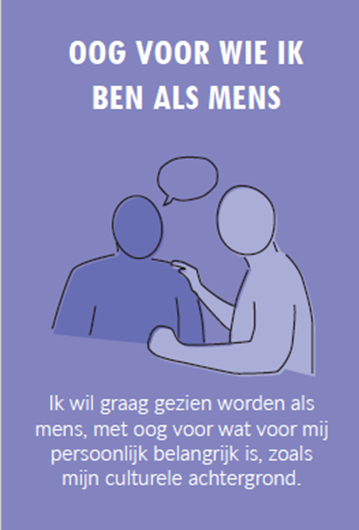 OOG VOOR WIE IK
BEN ALS MENS
Ik wil graag gezien worden als
mens, met oog voor wat voor mij
persoonlijk belangrijk is, zoals
mijn culturele achtergrond.